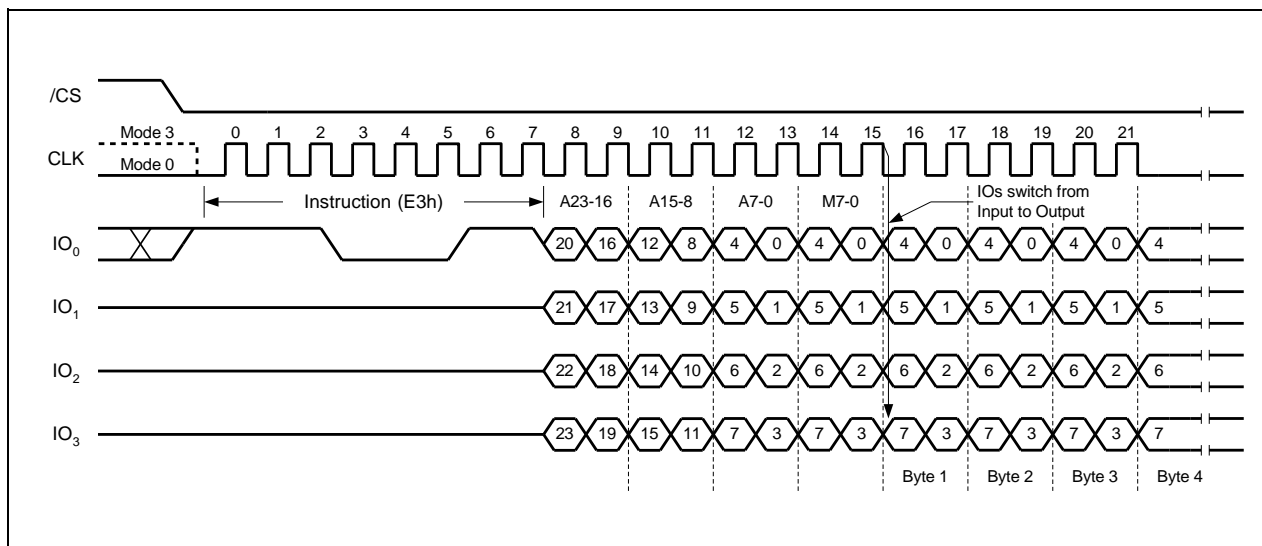 /CS
Mode 3 0 1 2 3 4 5 6 7 8 9 10 11 12 13 14 15 16 17 18 19 20 21
CLK
Mode 0
Instruction (E3h) A23-16 A15-8 A7-0 M7-0 IOs switch from
Input to Output
IO0 20 16 12 8 4 0 4 0 4 0 4 0 4 0 4
IO1 21 17 13 9 5 1 5 1 5 1 5 1 5 1 5
IO2 22 18 14 10 6 2 6 2 6 2 6 2 6 2 6
IO3 23 19 15 11 7 3 7 3 7 3 7 3 7 3 7
Byte 1 Byte 2 Byte 3 Byte 4